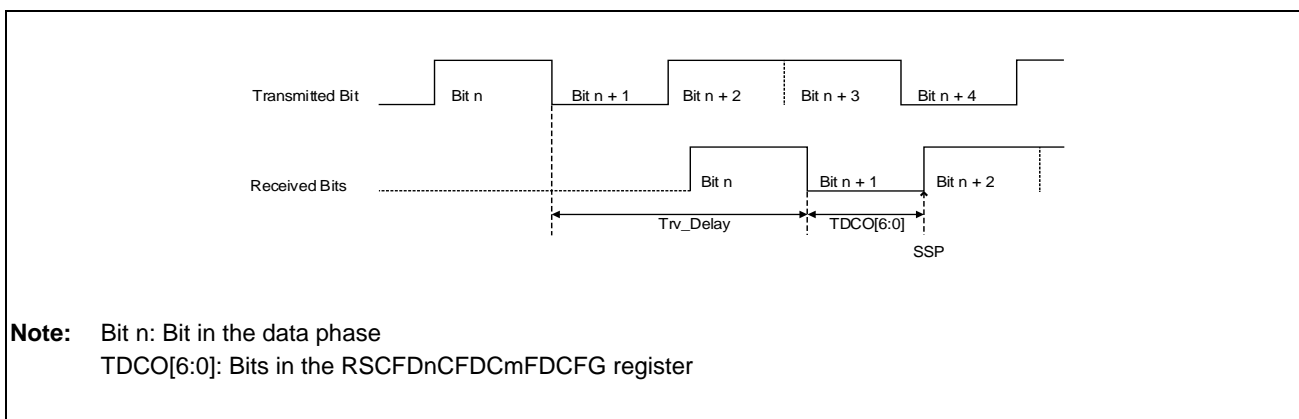 Transmitted Bit Bit n Bit n + 1 Bit n + 2 Bit n + 3 Bit n + 4
Received Bits Bit n Bit n + 1 Bit n + 2
Trv_Delay TDCO[6:0]
SSP
Note: Bit n: Bit in the data phase
TDCO[6:0]: Bits in the RSCFDnCFDCmFDCFG register